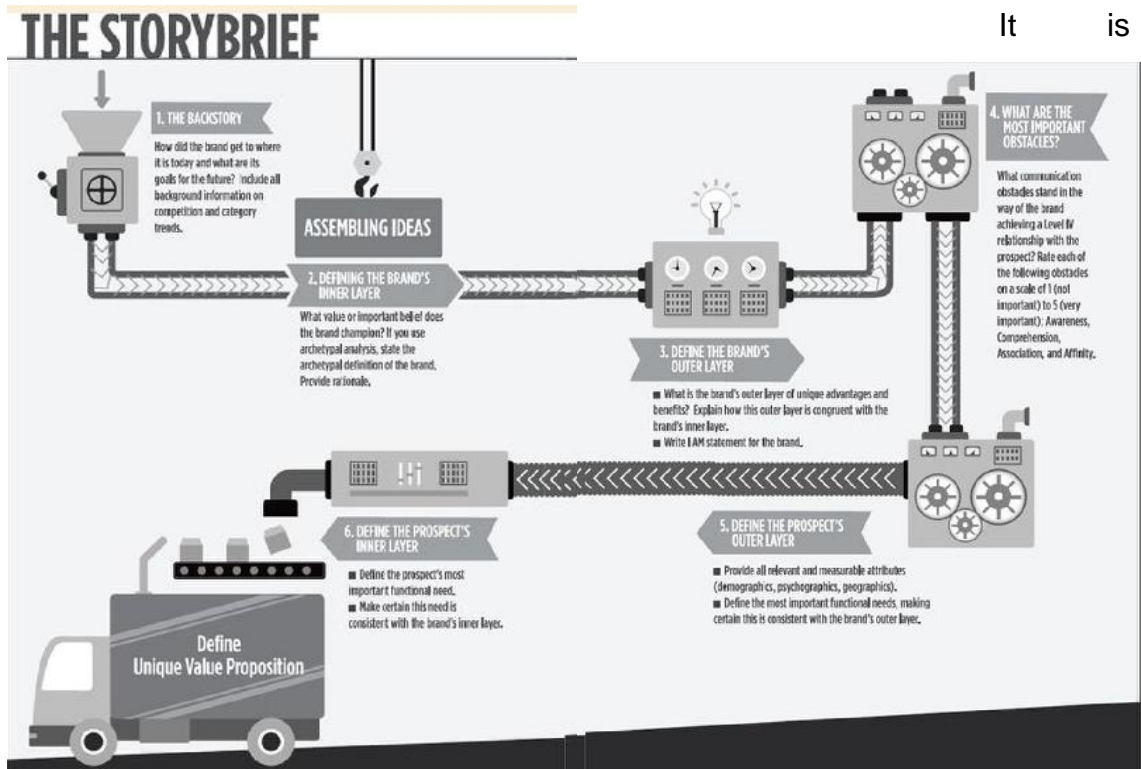 THE STORYBRIEF
It is
1. THE BACKSTORY
How did the brand get to where
it is today and what are its
goals for the future? Include all
background information on
competition and category
trends.
ASSEMBLING IDEAS
2. DEFINING THE BRAND'S
INNER LAYER
What value or important belief does
the brand champion? If you use
archetypal analysis, state the
archetypal definition of the brand.
Provide rationale.
3. DEFINE THE BRAND'S
OUTER LAYER
■ What is the brand's outer layer of unique advantages and
benefits? Explain how this outer layer is congruent with the
brand's inner layer.
■ Write I AM statement for the brand.
4. WHAT ARE THE
MOST IMPORTANT
OBSTACLES?
What communication
obstacles stand in the
way of the brand
achieving a Level IV
relationship with the
prospect? Rate each of
the following obstacles
on a scale of 1 (not
important) to 5 (very
important): Awareness,
Comprehension,
Association, and Affinity.
5. DEFINE THE PROSPECT'S
OUTER LAYER
■ Provide all relevant and measurable attributes
(demographics, psychographics, geographics).
■ Define the most important functional needs, making
certain this is consistent with the brand's outer layer.
6. DEFINE THE PROSPECT'S
INNER LAYER
■ Define the prospect's most
important functional need.
■ Make certain this need is
consistent with the brand's inner layer.
Define
Unique Value Proposition